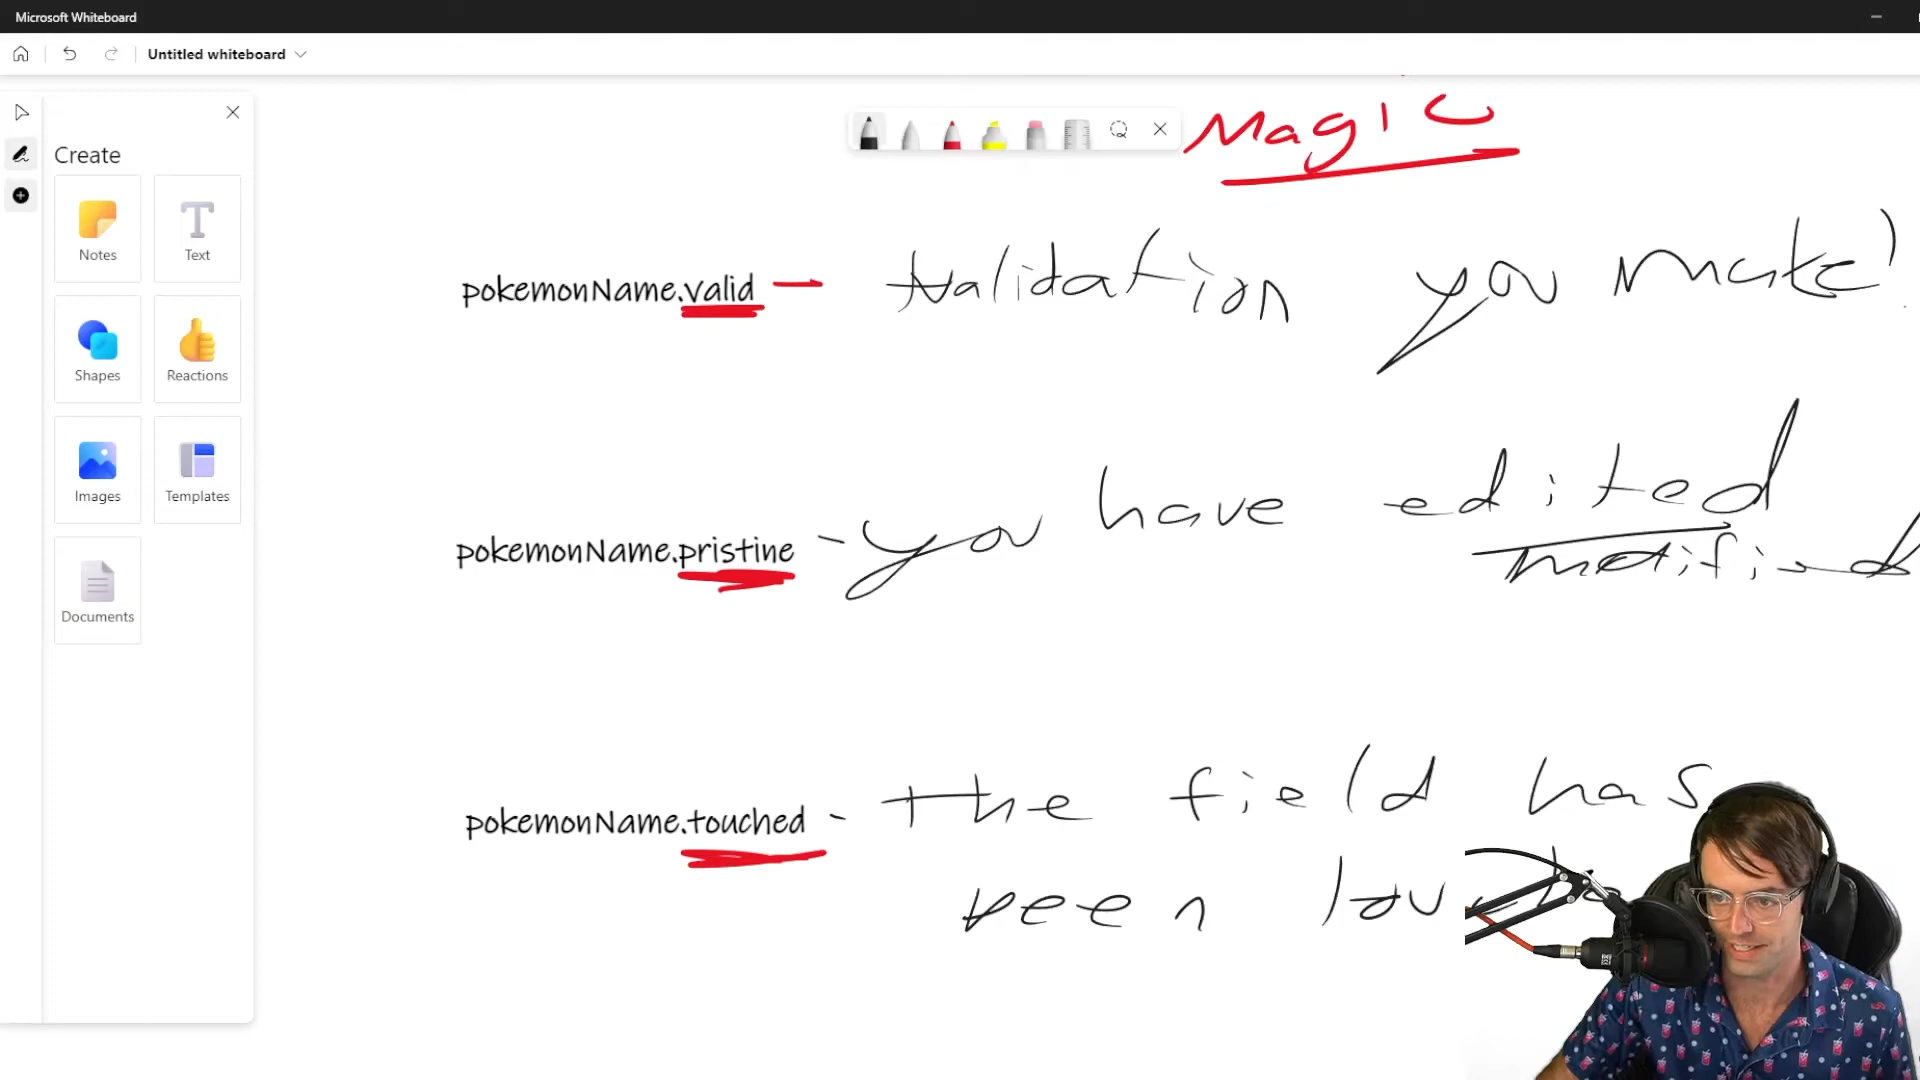 Microsoft Whiteboard
Untitled whiteboard
Create
Notes
Text
Shapes
Reactions
Images
Templates
Documents
Magic
pokemonName.valid - Validation you make!
pokemonName.pristine - you have edited
modified
pokemonName.touched - the field has
been